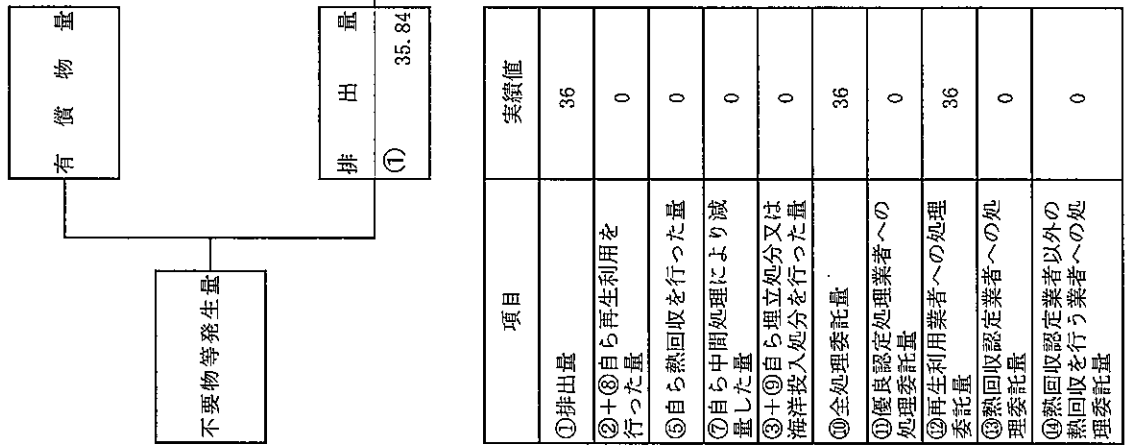 有償物量
不要物等発生量
排出量
① 35.84
項目 実績値
①排出量 36
②+⑧自ら再生利用を
行った量 0
⑤自ら熱回収を行った量 0
⑦自ら中間処理により減
量した量 0
③+⑨自ら埋立処分又は
海洋投入処分を行った量 0
⑩全処理委託量 36
⑪優良認定処理業者への
処理委託量 0
⑫再生利用業者への処理
委託量 36
⑬熱回収認定業者への処
理委託量 0
⑭熱回収認定業者以外の
熱回収を行う業者への処
理委託量 0